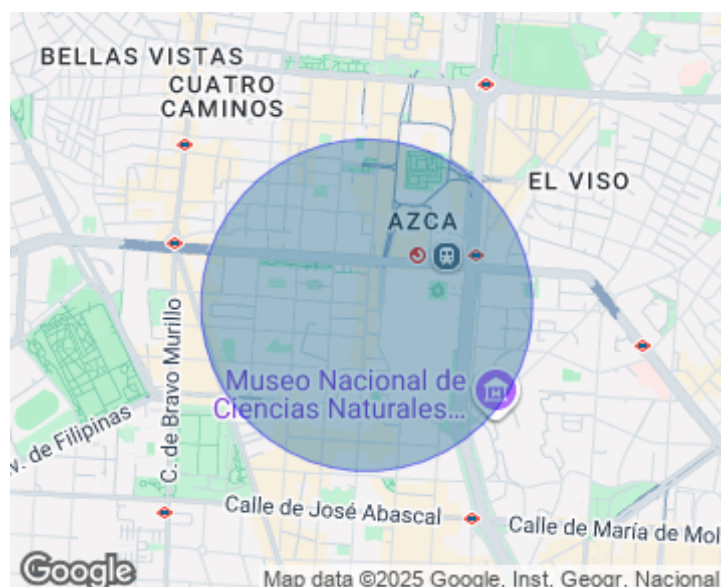 BELLAS VISTAS
CUATRO
CAMINOS
EL VISO
AZCA
C. de Bravo Murillo
Museo Nacional de
Ciencias Naturales...
v. de Filipinas
Calle de José Abascal
Calle de María de Mol
Google
Map data ©2025 Google, Inst. Geogr. Nacional